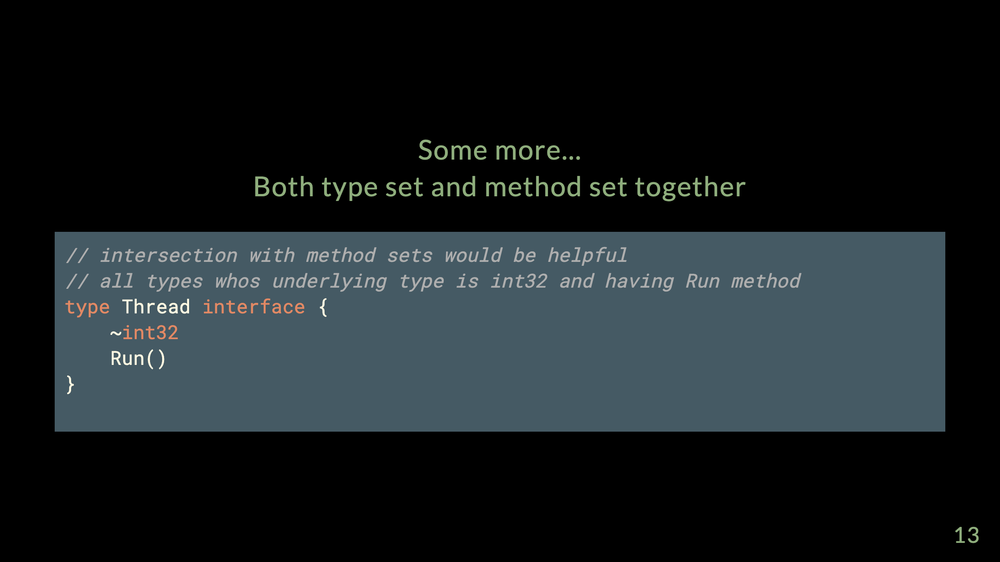 Some more...
Both type set and method set together
// intersection with method sets would be helpful
// all types whos underlying type is int32 and having Run method
type Thread interface {
    ~int32
    Run()
}
13